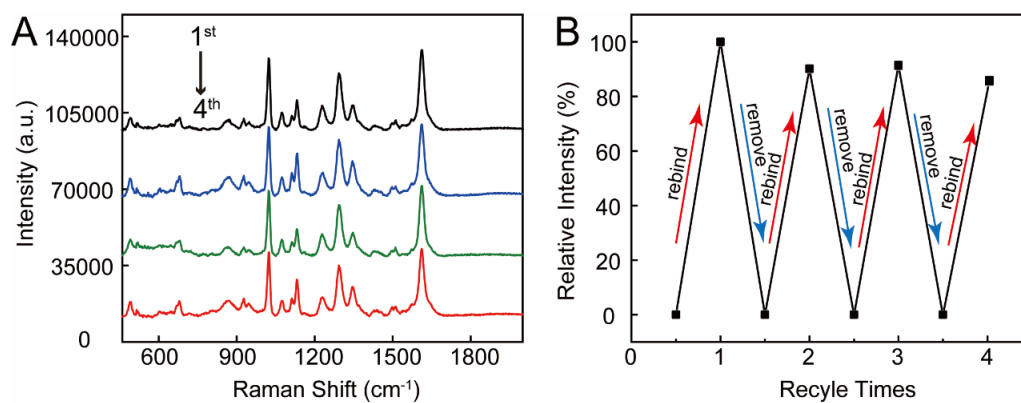 A
140000
105000
70000
35000
0
Intensity (a.u.)
1st
4th
600
900
1200
1500
1800
Raman Shift (cm-1)
B
100
80
60
40
20
0
Relative Intensity (%)
rebind
remove
rebind
remove
rebind
remove
rebind
0
1
2
3
4
Recyle Times